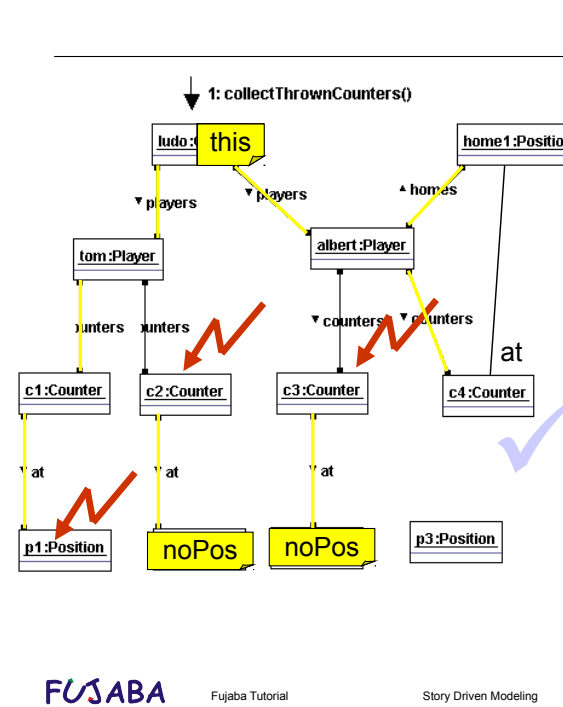 1: collectThrownCounters()
ludo :
this
home1:Positio
players
players
homes
tom :Player
albert:Player
unters
unters
counters
counters
at
c1:Counter
c2:Counter
c3:Counter
c4:Counter
at
at
at
p1:Position
noPos
noPos
p3:Position
FUJABA
Fujaba Tutorial
Story Driven Modeling